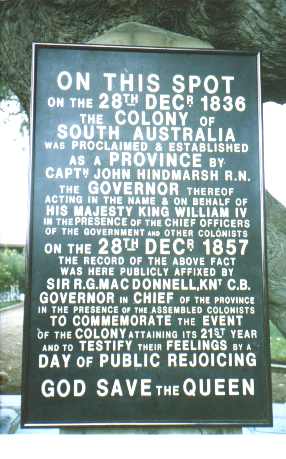 ON THIS SPOT
ON THE 28TH DECR 1836
THE COLONY OF
SOUTH AUSTRALIA
WAS PROCLAIMED & ESTABLISHED
AS A PROVINCE BY
CAPTN JOHN HINDMARSH R.N.
THE GOVERNOR THEREOF
ACTING IN THE NAME & ON BEHALF OF
HIS MAJESTY KING WILLIAM IV
IN THE PRESENCE OF THE CHIEF OFFICERS
OF THE GOVERNMENT AND OTHER COLONISTS
ON THE 28TH DECR 1857
THE RECORD OF THE ABOVE FACT
WAS HERE PUBLICLY AFFIXED BY
SIR R.G. MAC DONNELL, KNT C.B.
GOVERNOR IN CHIEF OF THE PROVINCE
IN THE PRESENCE OF THE ASSEMBLED COLONISTS
TO COMMEMORATE THE EVENT
OF THE COLONY ATTAINING ITS 21ST YEAR
AND TO TESTIFY THEIR FEELINGS BY A
DAY OF PUBLIC REJOICING
GOD SAVE THE QUEEN